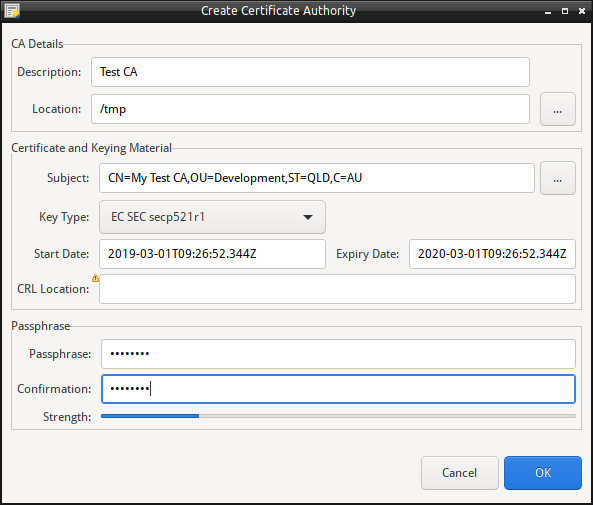 Create Certificate Authority
CA Details
Description: Test CA
Location: /tmp ...
Certificate and Keying Material
Subject: CN=My Test CA,OU=Development,ST=QLD,C=AU ...
Key Type: EC SEC secp521r1
Start Date: 2019-03-01T09:26:52.344Z Expiry Date: 2020-03-01T09:26:52.344Z
CRL Location:
Passphrase
Passphrase: ••••••••
Confirmation: ••••••••
Strength:
Cancel OK